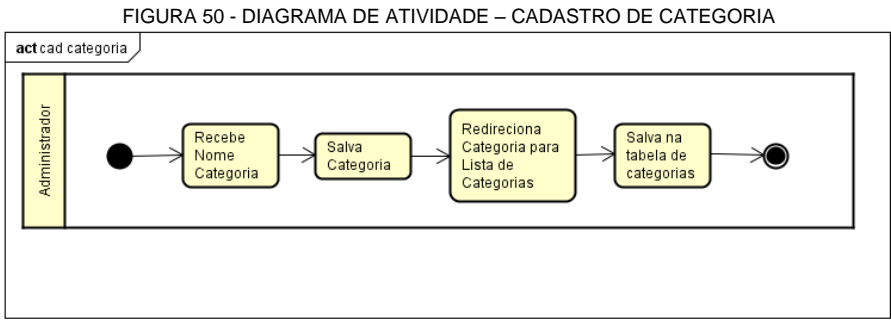 FIGURA 50 - DIAGRAMA DE ATIVIDADE – CADASTRO DE CATEGORIA
act cad categoria
Administrador
Recebe
Nome
Categoria
Salva
Categoria
Redireciona
Categoria para
Lista de
Categorias
Salva na
tabela de
categorias